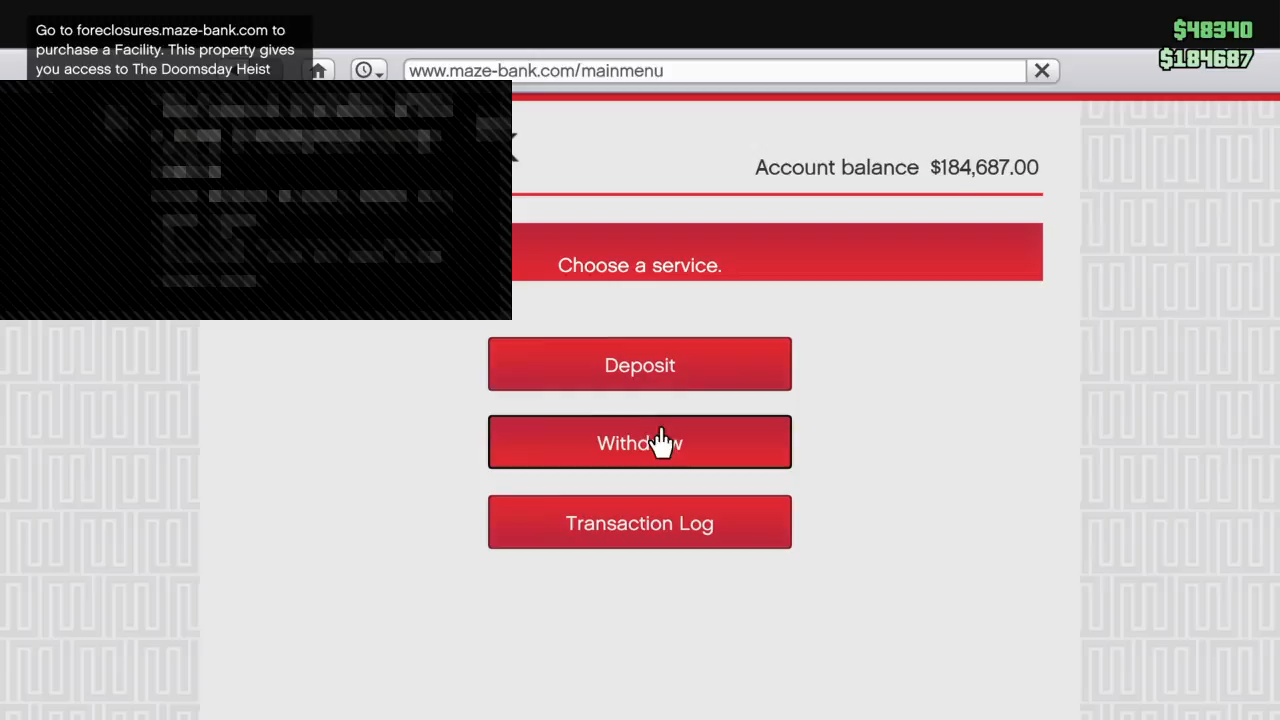 Go to foreclosures.maze-bank.com to
purchase a Facility. This property gives
you access to The Doomsday Heist
$48340
$184687
www.maze-bank.com/mainmenu
Account balance $184,687.00
Choose a service.
Deposit
Withdraw
Transaction Log